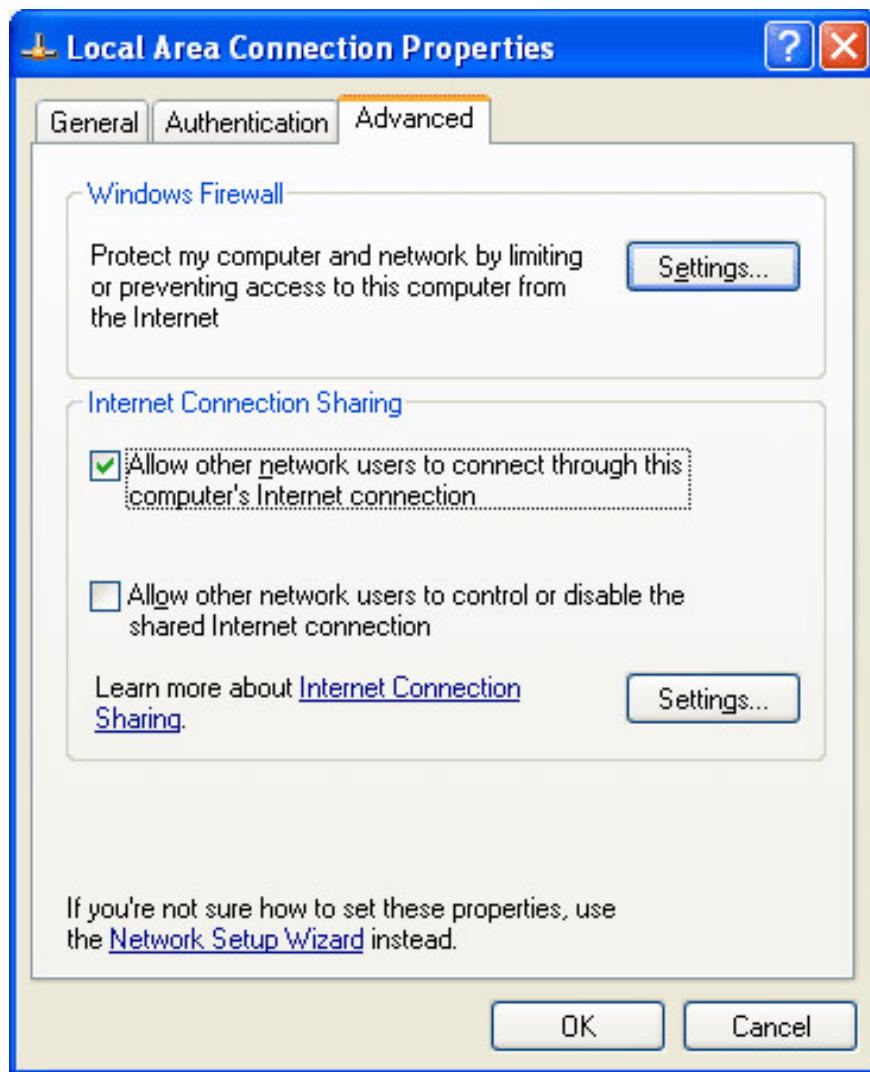 Local Area Connection Properties
?
General Authentication Advanced
Windows Firewall
Protect my computer and network by limiting
or preventing access to this computer from
the Internet
Settings...
Internet Connection Sharing
Allow other network users to connect through this
computer's Internet connection
Allow other network users to control or disable the
shared Internet connection
Learn more about Internet Connection
Sharing.
Settings...
If you're not sure how to set these properties, use
the Network Setup Wizard instead.
OK Cancel